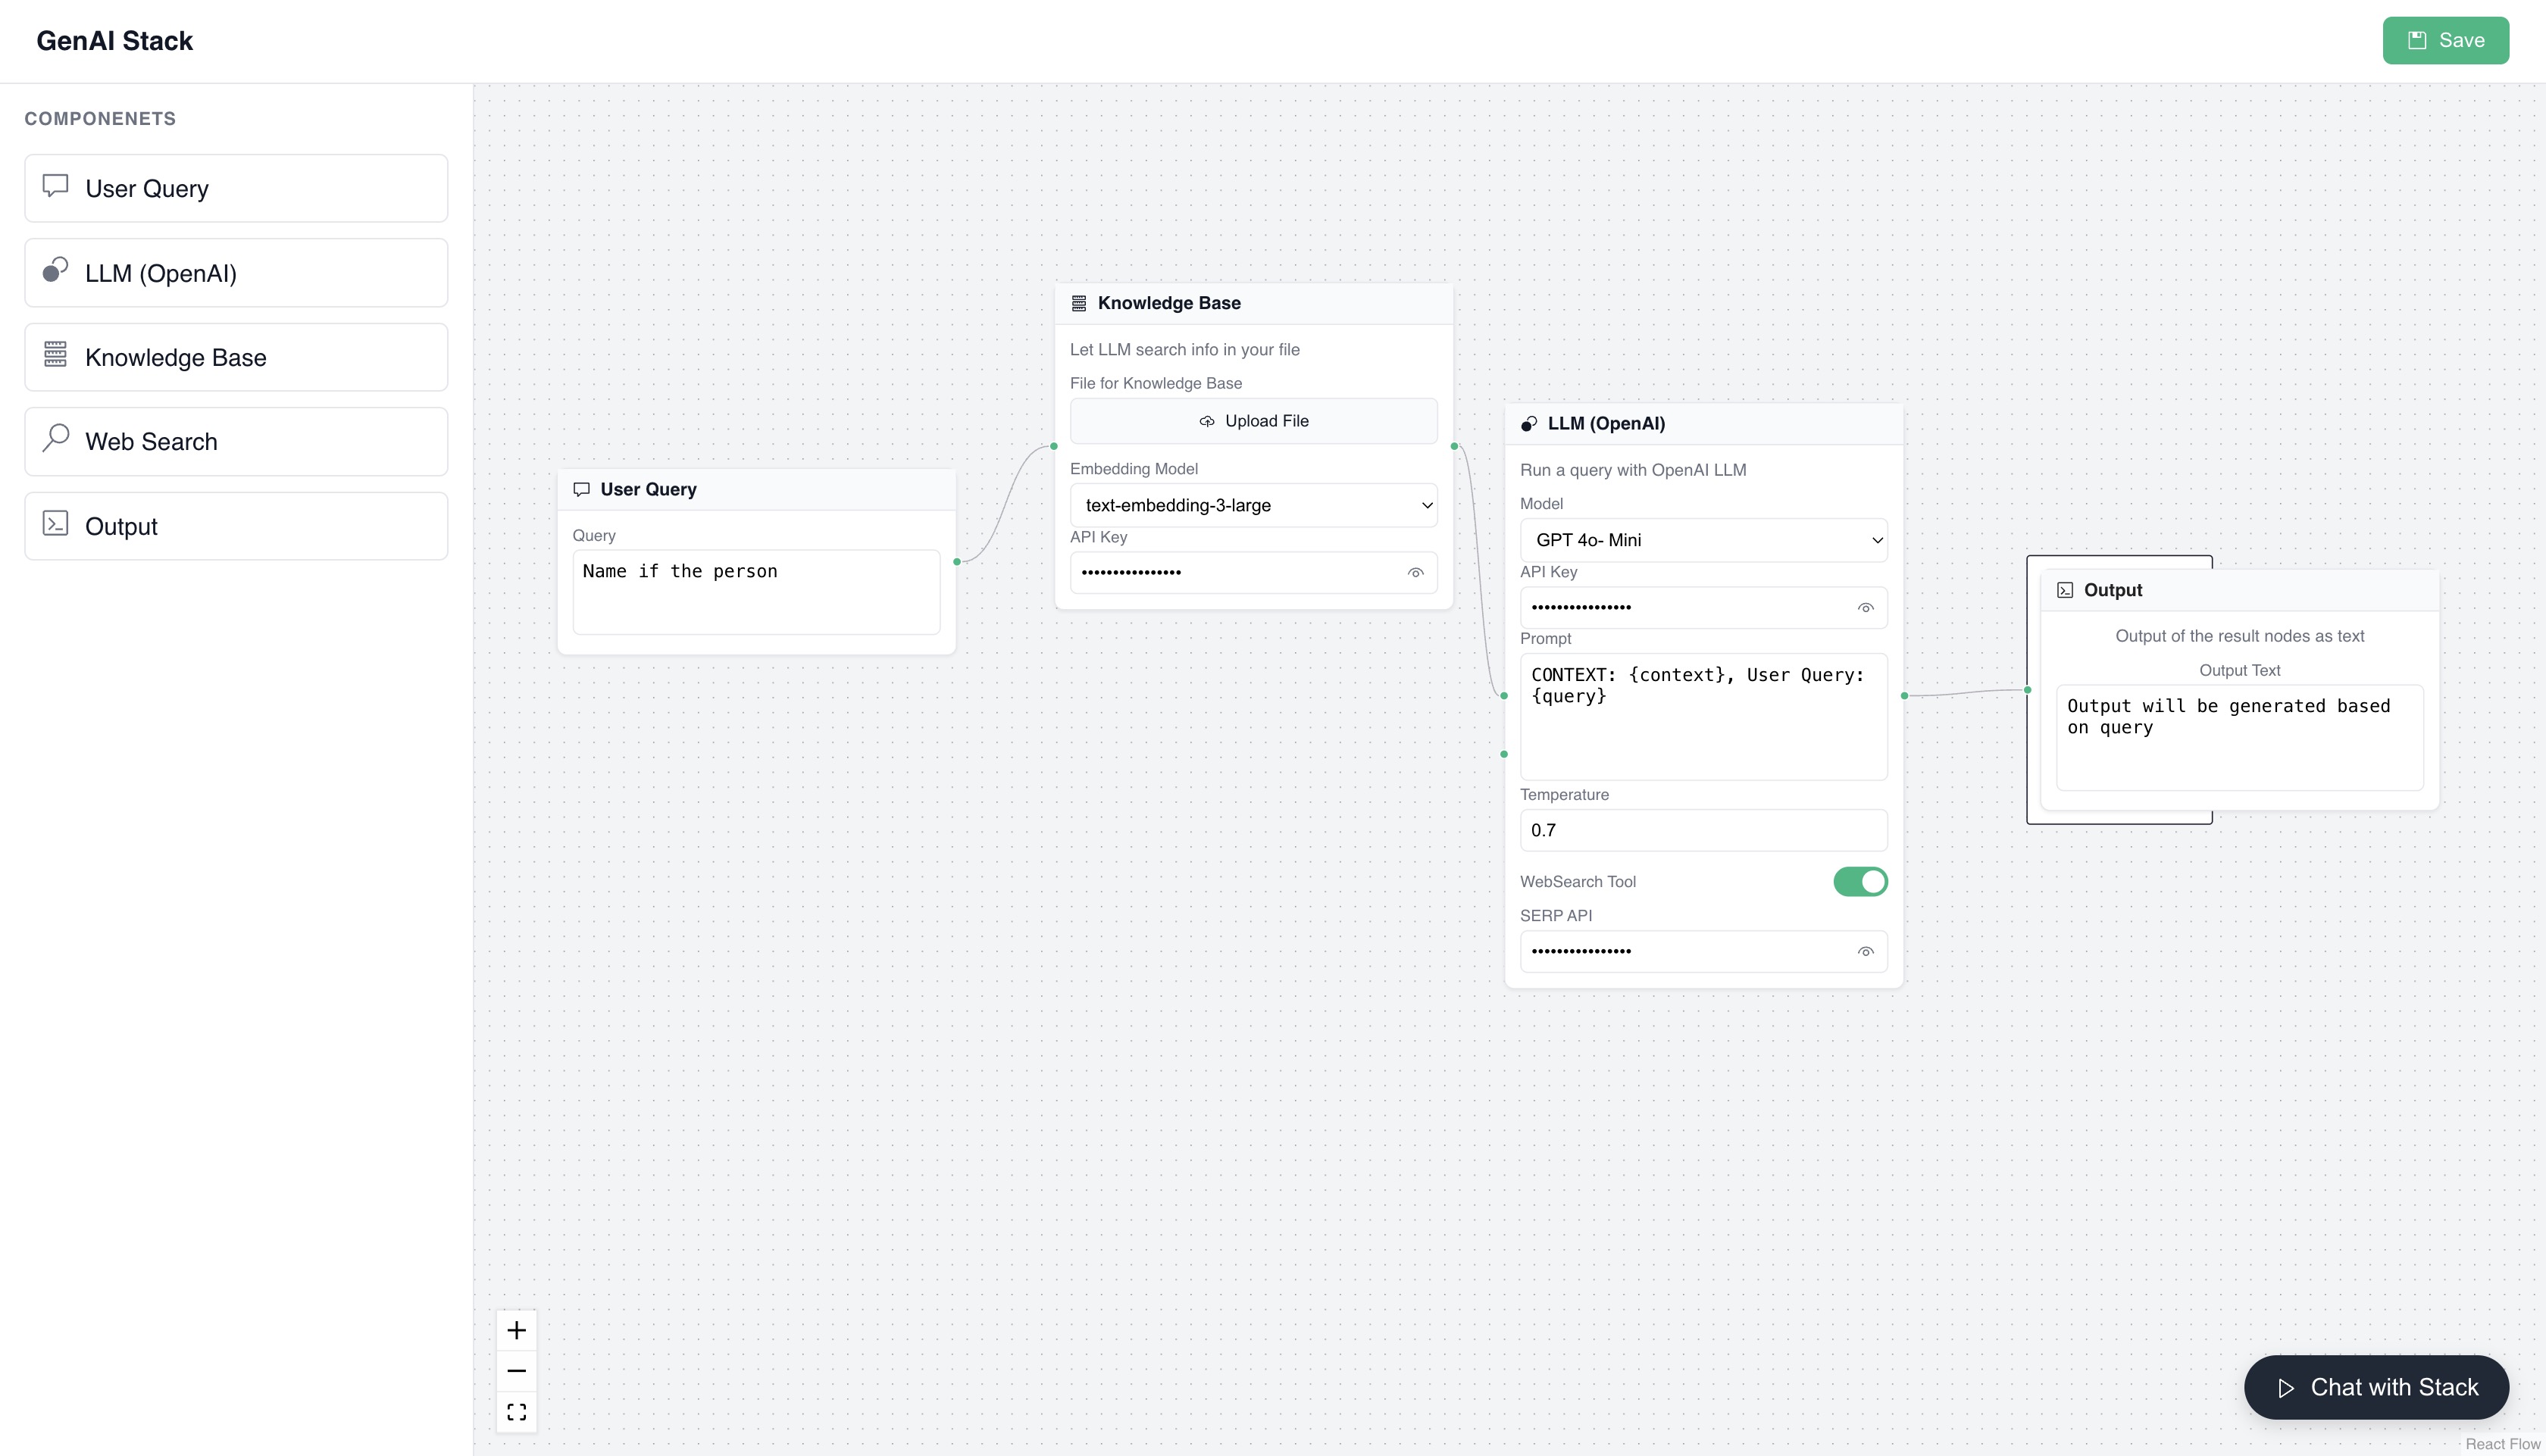 GenAI Stack
Save
COMPONENETS
User Query
LLM (OpenAI)
Knowledge Base
Web Search
Output
User Query
Query
Name if the person
Knowledge Base
Let LLM search info in your file
File for Knowledge Base
Upload File
Embedding Model
text-embedding-3-large
API Key
••••••••••••••••
LLM (OpenAI)
Run a query with OpenAI LLM
Model
GPT 4o- Mini
API Key
••••••••••••••••
Prompt
CONTEXT: {context}, User Query:
{query}
Temperature
0.7
WebSearch Tool
SERP API
••••••••••••••••
Output
Output of the result nodes as text
Output Text
Output will be generated based
on query
Chat with Stack
React Flow